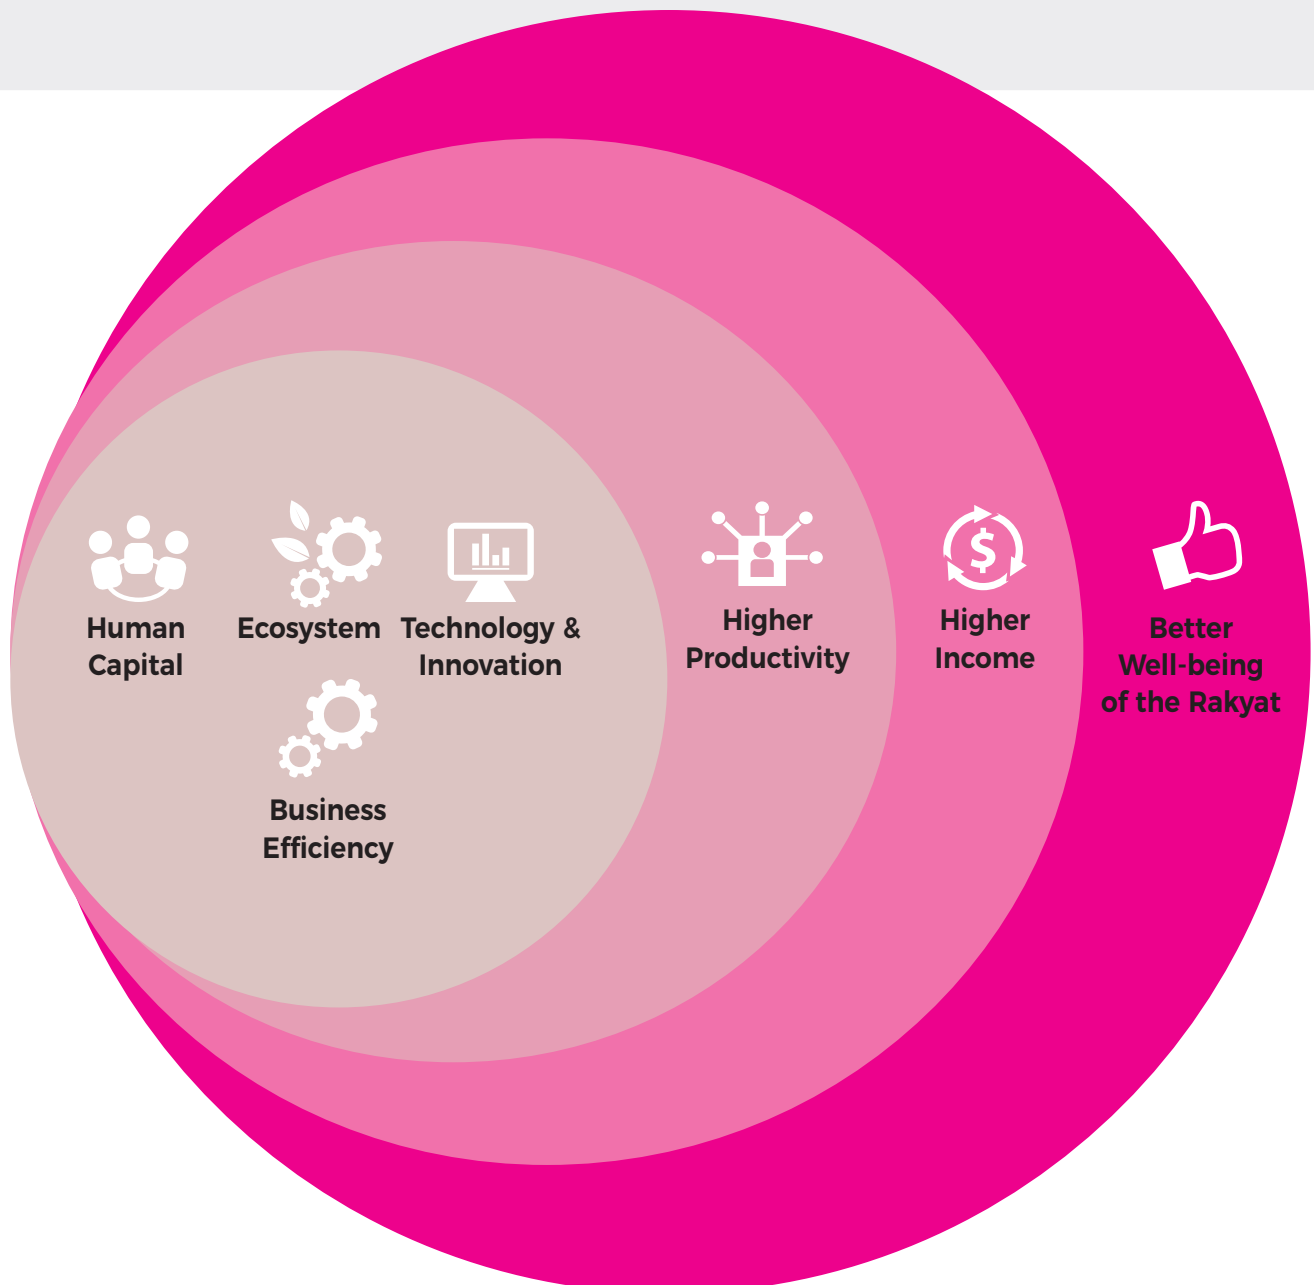 Human
Capital
Ecosystem
Technology &
Innovation
Business
Efficiency
Higher
Productivity
Higher
Income
Better
Well-being
of the Rakyat